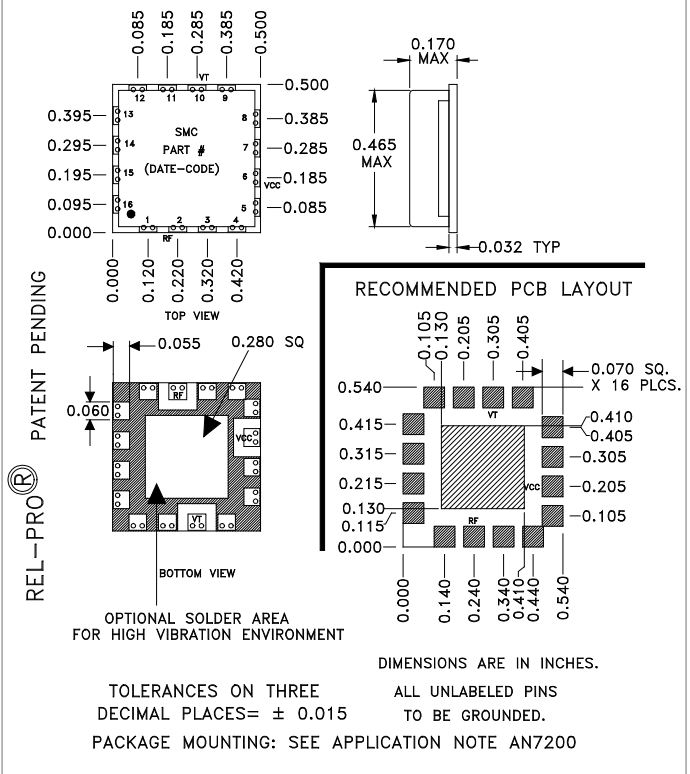 0.085
0.185
0.285
0.385
0.500
VT
12
11
10
9
0.500
0.395
0.295
0.195
0.095
0.000
13
14
15
16
SMC
PART #
(DATE-CODE)
8
7
6
VCC
5
0.385
0.285
0.185
0.085
1
2
3
4
RF
0.000
0.120
0.220
0.320
0.420
TOP VIEW
0.170
MAX
0.465
MAX
0.032 TYP
REL-PRO® PATENT PENDING
0.055
0.280 SQ
0.060
RF
VCC
VT
BOTTOM VIEW
OPTIONAL SOLDER AREA
FOR HIGH VIBRATION ENVIRONMENT
RECOMMENDED PCB LAYOUT
0.105
0.130
0.205
0.305
0.405
0.070 SQ.
X 16 PLCS.
0.540
0.415
0.315
0.215
0.130
0.115
0.000
VT
VCC
RF
0.410
0.405
0.305
0.205
0.105
0.000
0.140
0.240
0.340
0.410
0.440
0.540
DIMENSIONS ARE IN INCHES.
TOLERANCES ON THREE
DECIMAL PLACES= ± 0.015
ALL UNLABELED PINS
TO BE GROUNDED.
PACKAGE MOUNTING: SEE APPLICATION NOTE AN7200